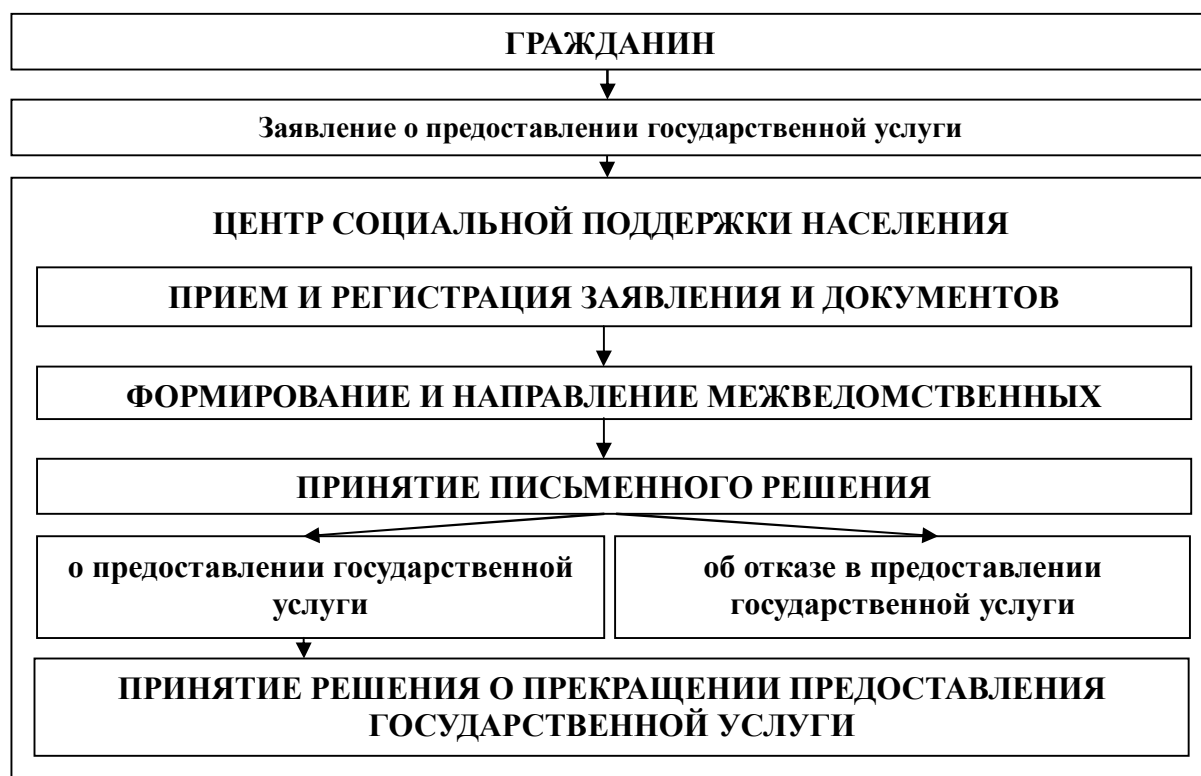 ГРАЖДАНИН
Заявление о предоставлении государственной услуги
ЦЕНТР СОЦИАЛЬНОЙ ПОДДЕРЖКИ НАСЕЛЕНИЯ
ПРИЕМ И РЕГИСТРАЦИЯ ЗАЯВЛЕНИЯ И ДОКУМЕНТОВ
ФОРМИРОВАНИЕ И НАПРАВЛЕНИЕ МЕЖВЕДОМСТВЕННЫХ
ПРИНЯТИЕ ПИСЬМЕННОГО РЕШЕНИЯ
о предоставлении государственной
услуги
об отказе в предоставлении
государственной услуги
ПРИНЯТИЕ РЕШЕНИЯ О ПРЕКРАЩЕНИИ ПРЕДОСТАВЛЕНИЯ
ГОСУДАРСТВЕННОЙ УСЛУГИ